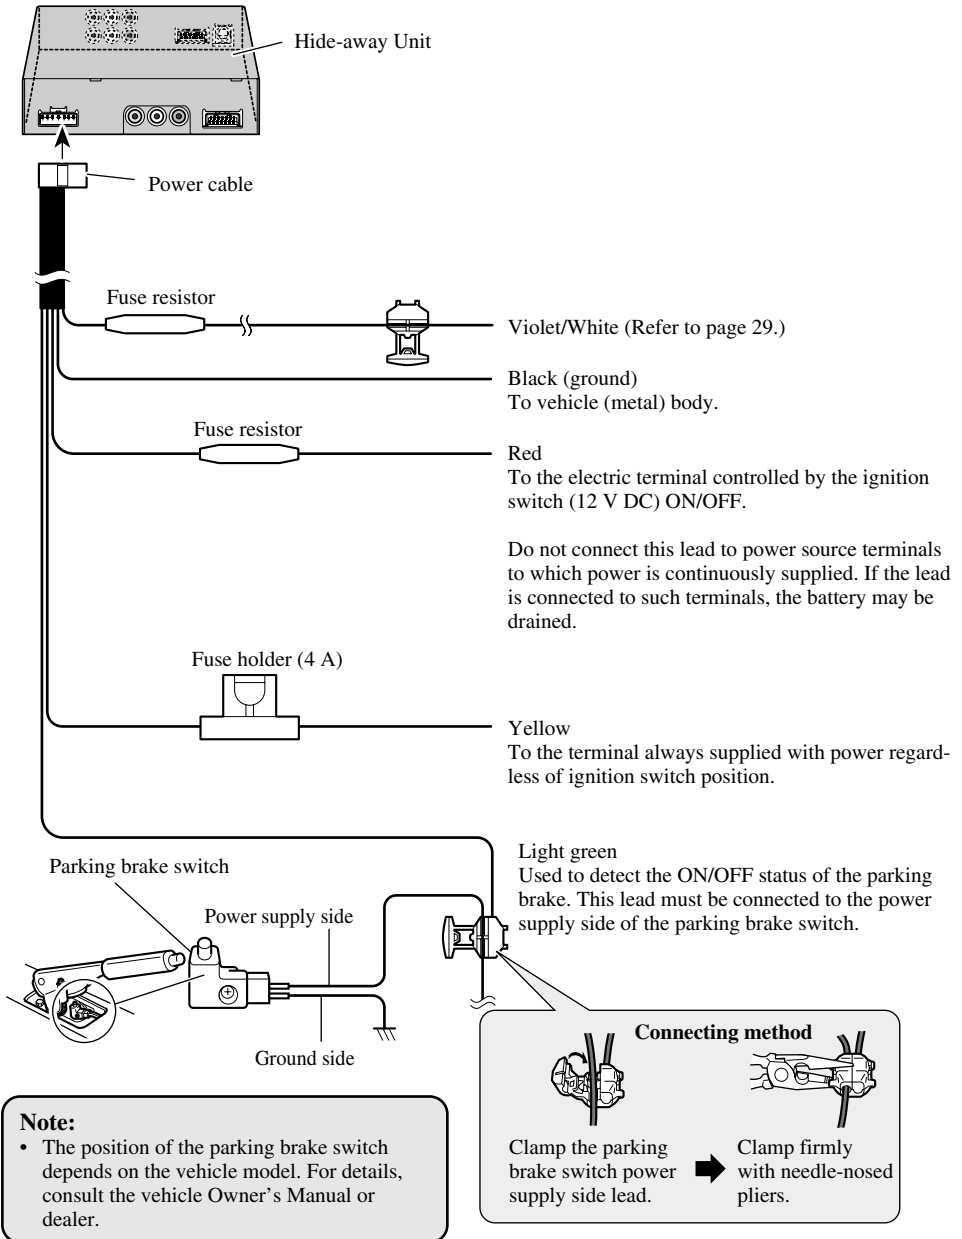 Hide-away Unit
Power cable
Fuse resistor
Violet/White (Refer to page 29.)
Black (ground)
To vehicle (metal) body.
Fuse resistor
Red
To the electric terminal controlled by the ignition
switch (12 V DC) ON/OFF.
Do not connect this lead to power source terminals
to which power is continuously supplied. If the lead
is connected to such terminals, the battery may be
drained.
Fuse holder (4 A)
Yellow
To the terminal always supplied with power regard-
less of ignition switch position.
Light green
Used to detect the ON/OFF status of the parking
brake. This lead must be connected to the power
supply side of the parking brake switch.
Parking brake switch
Power supply side
Ground side
Connecting method
Clamp the parking
brake switch power
supply side lead.
Clamp firmly
with needle-nosed
pliers.
Note:
• The position of the parking brake switch
depends on the vehicle model. For details,
consult the vehicle Owner's Manual or
dealer.